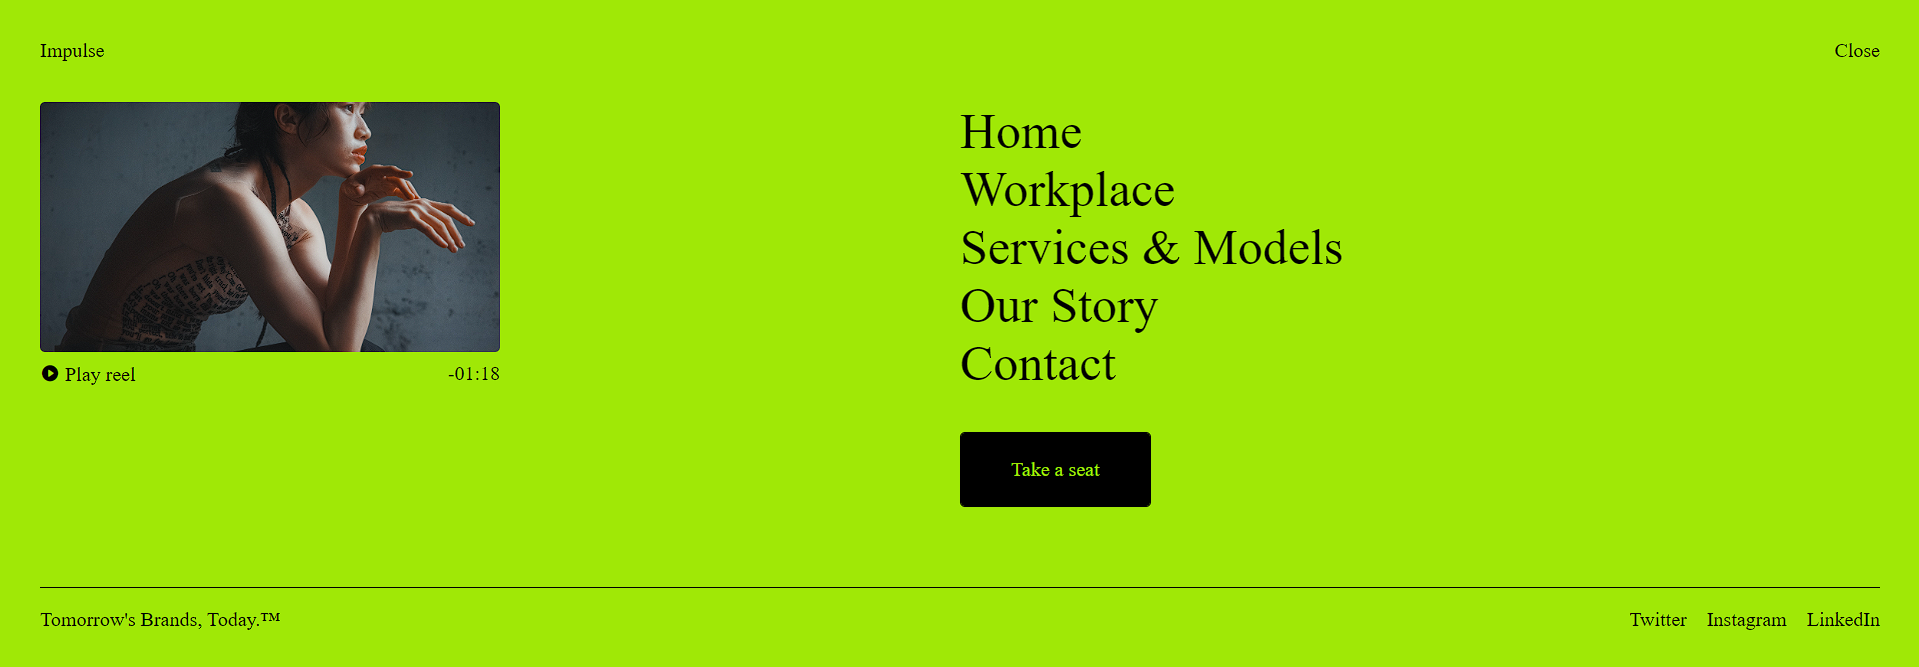 Impulse
Close
Play reel
-01:18
Home
Workplace
Services & Models
Our Story
Contact
Take a seat
Tomorrow's Brands, Today.™
Twitter Instagram LinkedIn